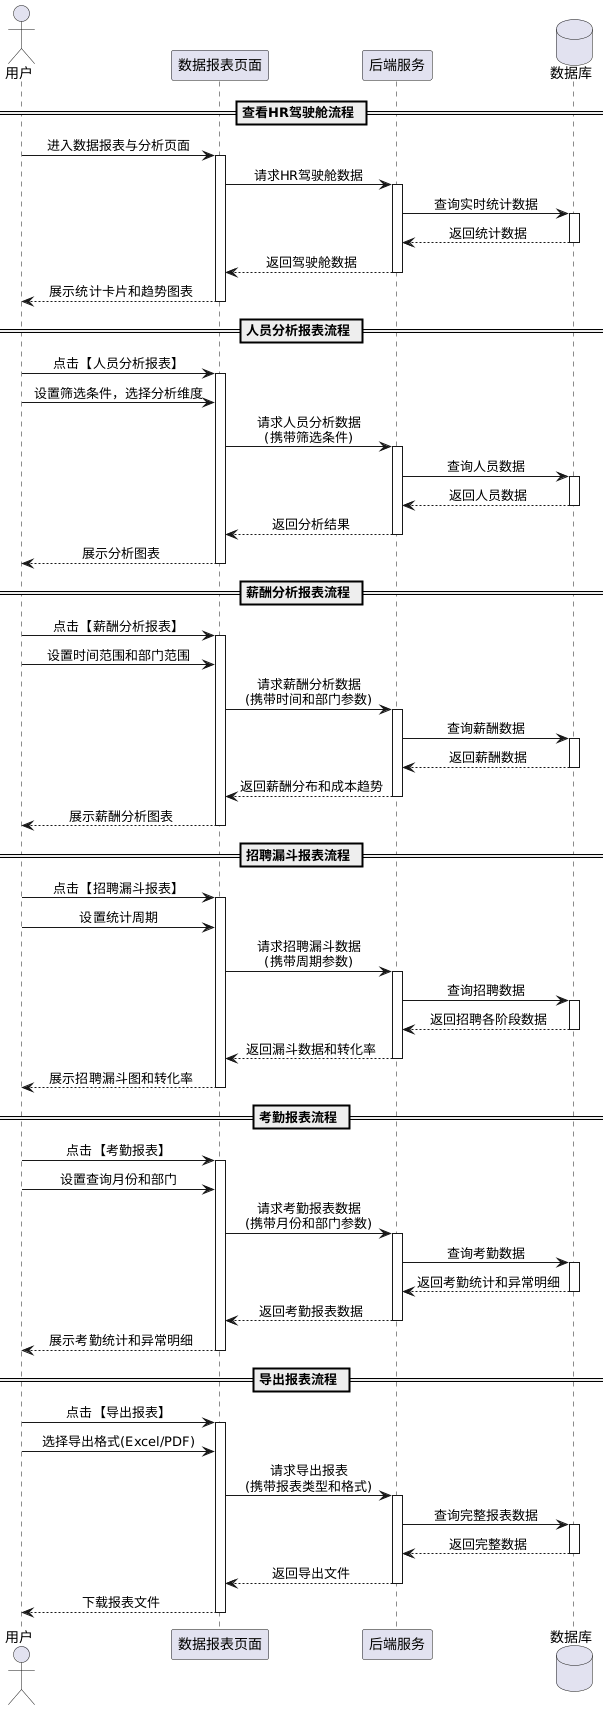 用户
数据报表页面
后端服务
数据库
查看HR驾驶舱流程
进入数据报表与分析页面
请求HR驾驶舱数据
查询实时统计数据
返回统计数据
返回驾驶舱数据
展示统计卡片和趋势图表
人员分析报表流程
点击【人员分析报表】
设置筛选条件，选择分析维度
请求人员分析数据
(携带筛选条件)
查询人员数据
返回人员数据
返回分析结果
展示分析图表
薪酬分析报表流程
点击【薪酬分析报表】
设置时间范围和部门范围
请求薪酬分析数据
(携带时间和部门参数)
查询薪酬数据
返回薪酬数据
返回薪酬分布和成本趋势
展示薪酬分析图表
招聘漏斗报表流程
点击【招聘漏斗报表】
设置统计周期
请求招聘漏斗数据
(携带周期参数)
查询招聘数据
返回招聘各阶段数据
返回漏斗数据和转化率
展示招聘漏斗图和转化率
考勤报表流程
点击【考勤报表】
设置查询月份和部门
请求考勤报表数据
(携带月份和部门参数)
查询考勤数据
返回考勤统计和异常明细
返回考勤报表数据
展示考勤统计和异常明细
导出报表流程
点击【导出报表】
选择导出格式(Excel/PDF)
请求导出报表
(携带报表类型和格式)
查询完整报表数据
返回完整数据
返回导出文件
下载报表文件
用户
数据报表页面
后端服务
数据库